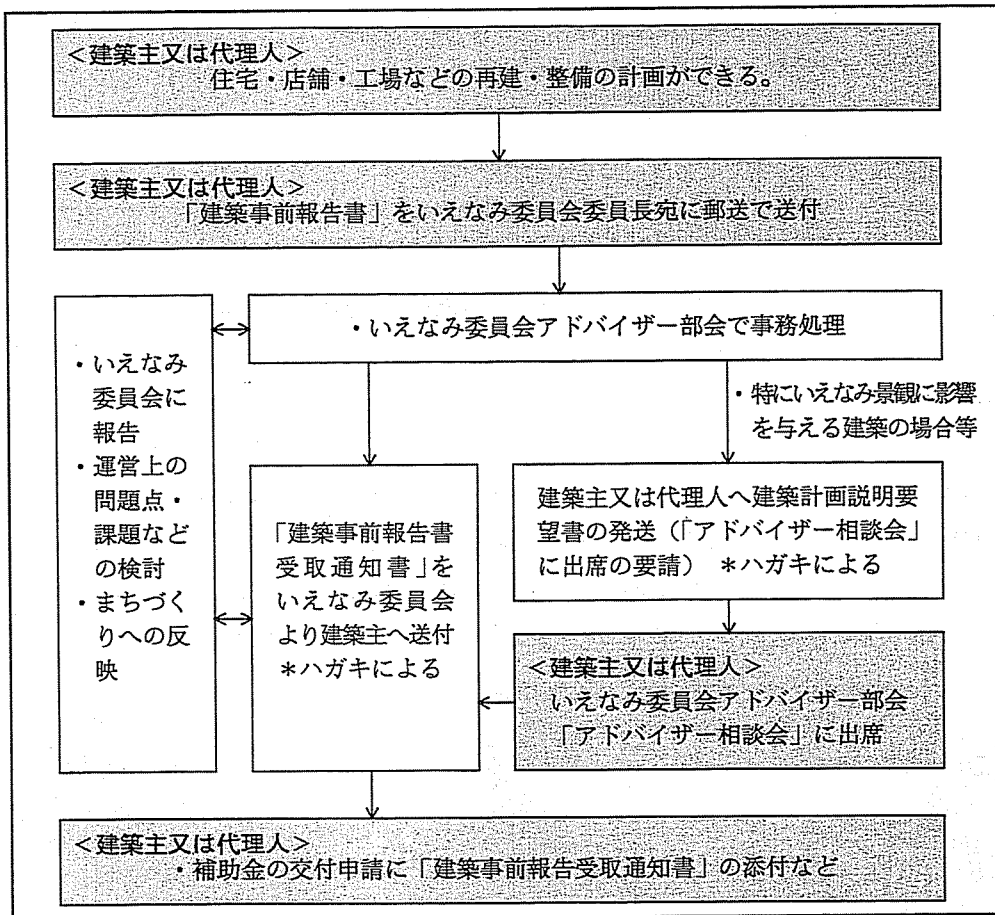 <建築主又は代理人>
住宅・店舗・工場などの再建・整備の計画ができる。
<建築主又は代理人>
「建築事前報告書」をいえなみ委員会委員長宛に郵送で送付
・いえなみ委員会アドバイザー部会で事務処理
・いえなみ
委員会に
報告
・運営上の
問題点・
課題など
の検討
・まちづく
りへの反
映
・特にいえなみ景観に影響
を与える建築の場合等
「建築事前報告書
受取通知書」を
いえなみ委員会
より建築主へ送付
*ハガキによる
建築主又は代理人へ建築計画説明要
望書の発送(「アドバイザー相談会」
に出席の要請) *ハガキによる
<建築主又は代理人>
いえなみ委員会アドバイザー部会
「アドバイザー相談会」に出席
<建築主又は代理人>
・補助金の交付申請に「建築事前報告受取通知書」の添付など